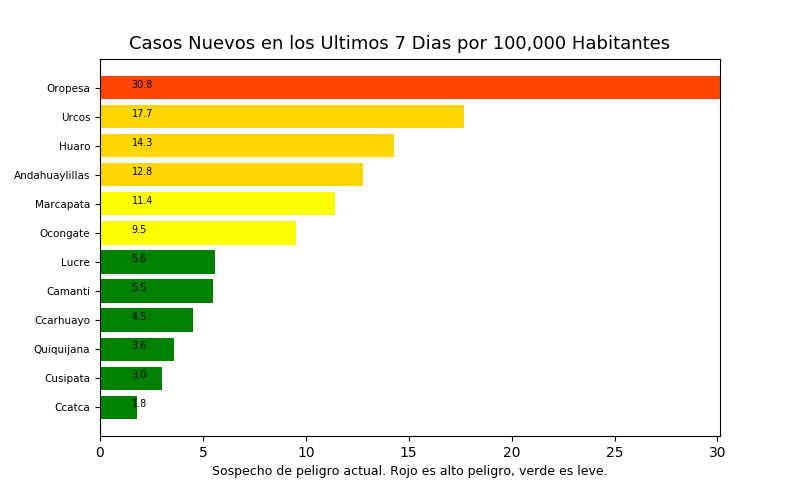 Casos Nuevos en los Ultimos 7 Dias por 100,000 Habitantes
Oropesa 30.8
Urcos 17.7
Huaro 14.3
Andahuaylillas 12.8
Marcapata 11.4
Ocongate 9.5
Lucre 5.6
Camanti 5.5
Ccarhuayo 4.5
Quiquijana 3.6
Cusipata 3.0
Ccatca 1.8
0 5 10 15 20 25 30
Sospecho de peligro actual. Rojo es alto peligro, verde es leve.